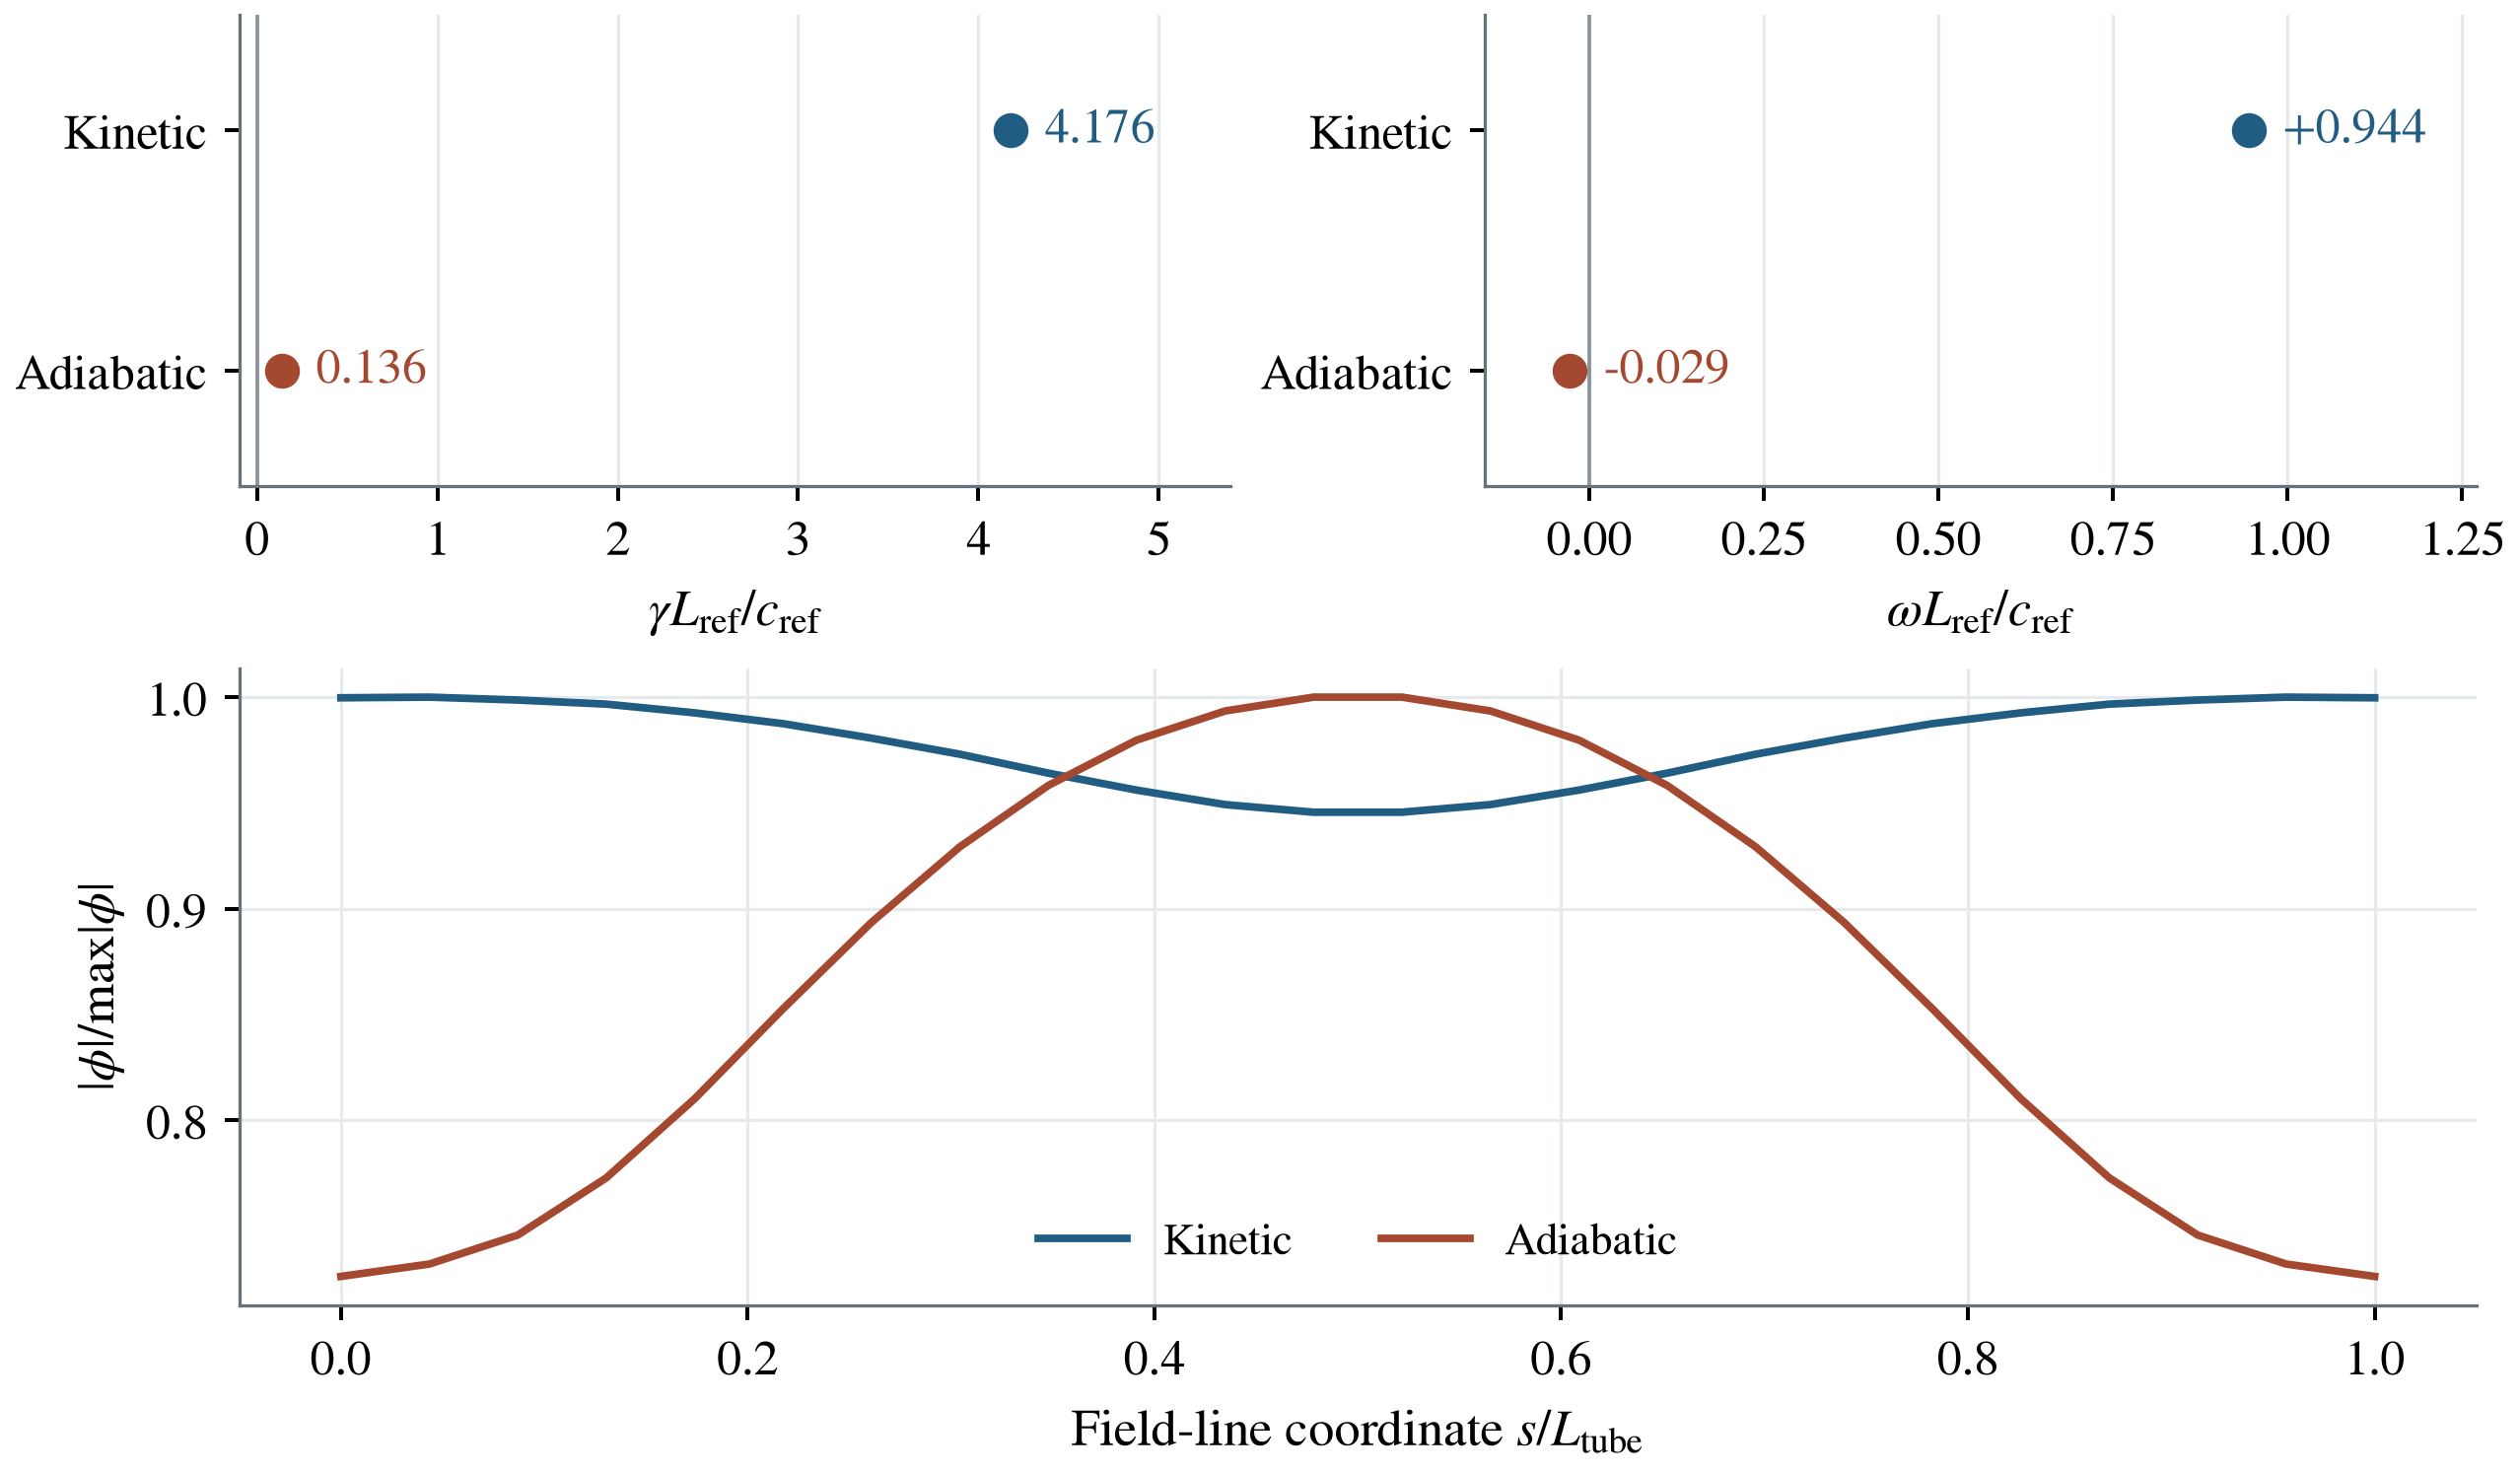 Kinetic
4.176
Adiabatic
0.136
0 1 2 3 4 5
γL_ref/c_ref
Kinetic
+0.944
Adiabatic
-0.029
0.00 0.25 0.50 0.75 1.00 1.25
ωL_ref/c_ref
|ϕ|/max|ϕ|
1.0
0.9
0.8
Kinetic Adiabatic
0.0 0.2 0.4 0.6 0.8 1.0
Field-line coordinate s/L_tube